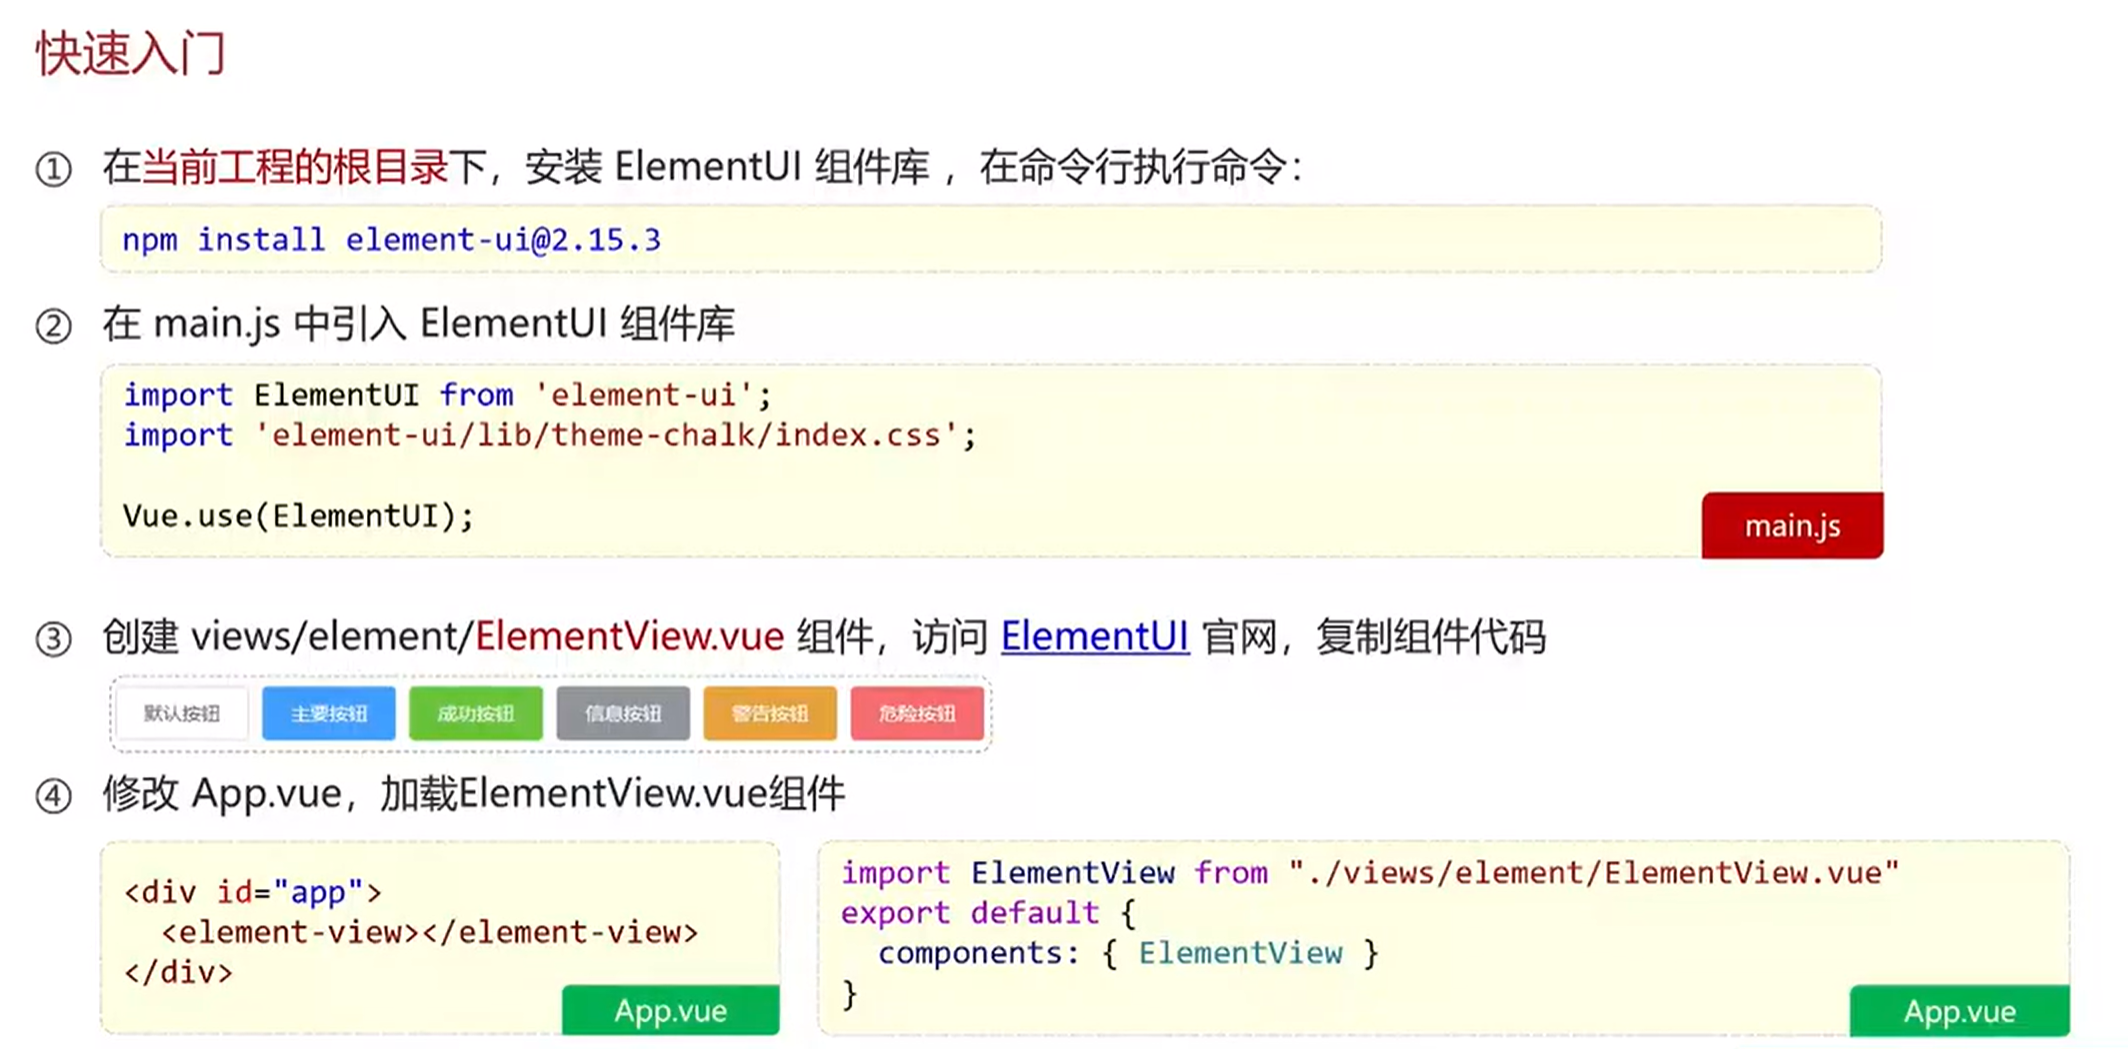 快速入门
① 在当前工程的根目录下，安装 ElementUI 组件库 ，在命令行执行命令：
npm install element-ui@2.15.3
② 在 main.js 中引入 ElementUI 组件库
import ElementUI from 'element-ui';
import 'element-ui/lib/theme-chalk/index.css';
Vue.use(ElementUI);
main.js
③ 创建 views/element/ElementView.vue 组件，访问 ElementUI 官网，复制组件代码
默认按钮 主要按钮 成功按钮 信息按钮 警告按钮 危险按钮
④ 修改 App.vue，加载ElementView.vue组件
<div id="app">
  <element-view></element-view>
</div>
App.vue
import ElementView from "./views/element/ElementView.vue"
export default {
  components: { ElementView }
}
App.vue